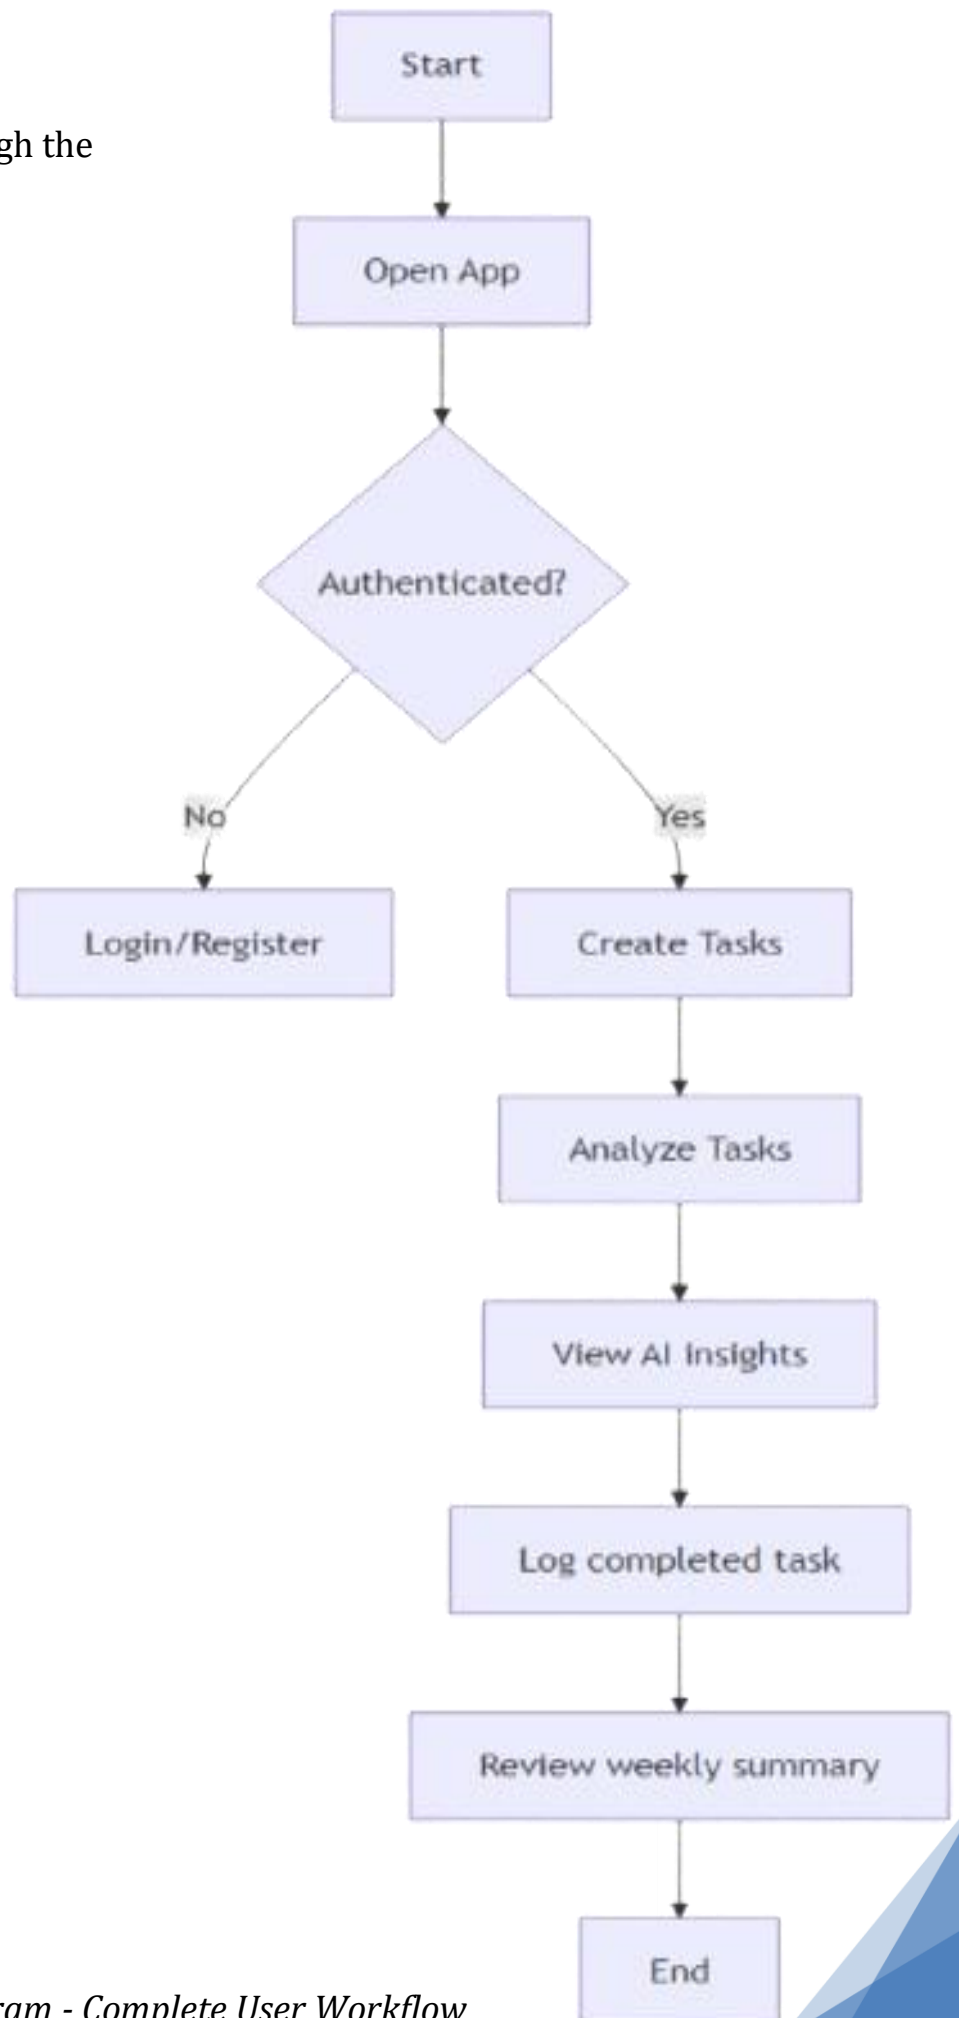 Start
gh the
Open App
Authenticated?
No
Yes
Login/Register
Create Tasks
Analyze Tasks
View AI Insights
Log completed task
Review weekly summary
End
ram - Complete User Workflow